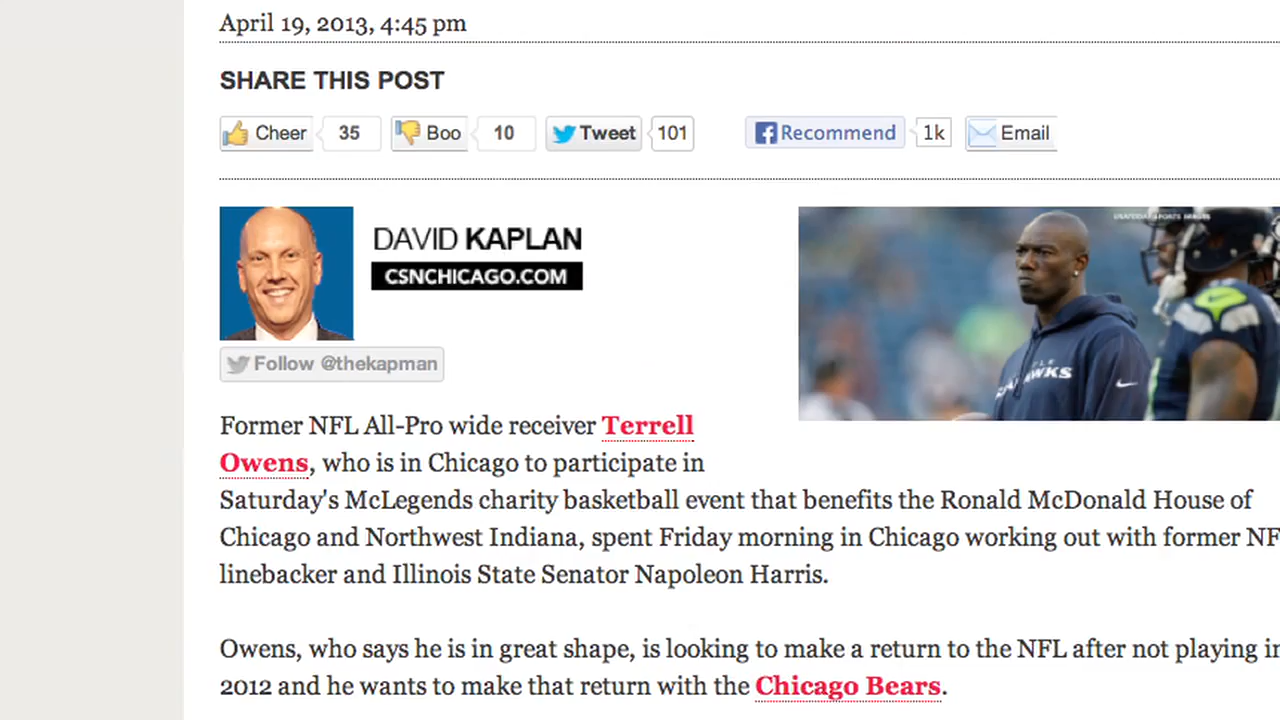 April 19, 2013, 4:45 pm
SHARE THIS POST
Cheer 35 Boo 10 Tweet 101 Recommend 1k Email
DAVID KAPLAN
CSNCHICAGO.COM
Follow @thekapman
Former NFL All-Pro wide receiver Terrell
Owens, who is in Chicago to participate in
Saturday's McLegends charity basketball event that benefits the Ronald McDonald House of
Chicago and Northwest Indiana, spent Friday morning in Chicago working out with former NF
linebacker and Illinois State Senator Napoleon Harris.
Owens, who says he is in great shape, is looking to make a return to the NFL after not playing in
2012 and he wants to make that return with the Chicago Bears.